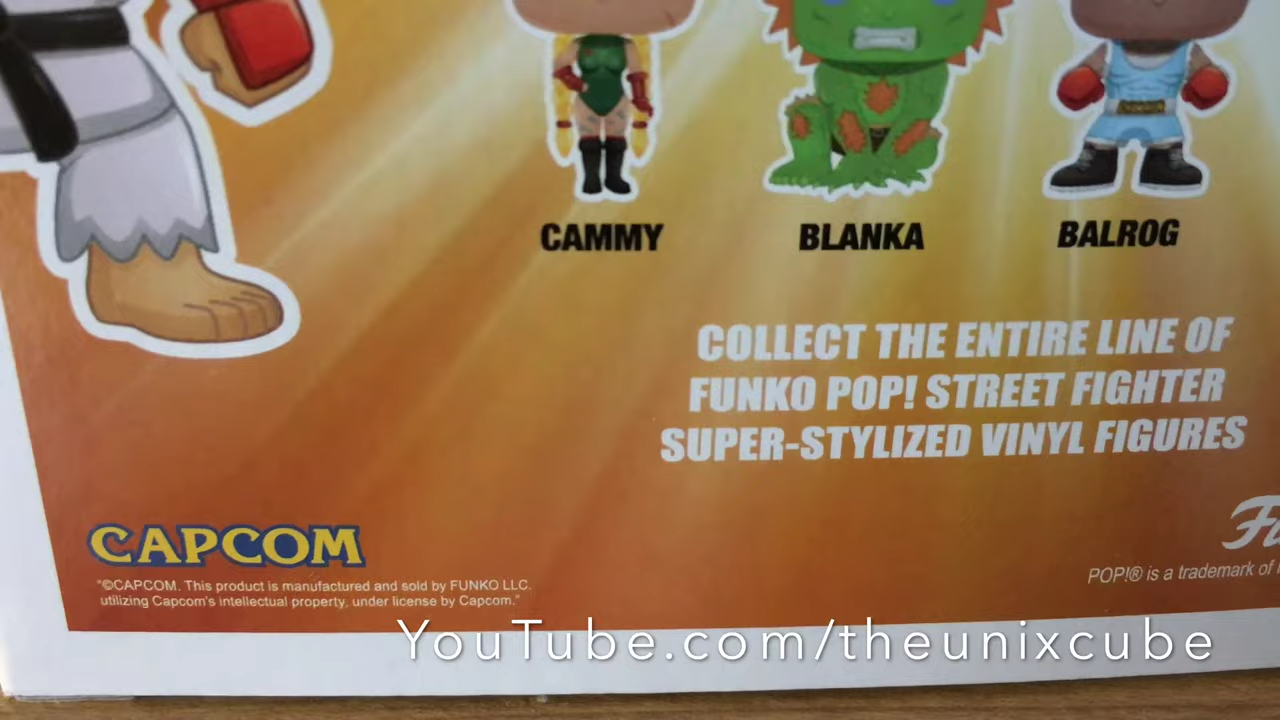 CAMMY
BLANKA
BALROG
COLLECT THE ENTIRE LINE OF
FUNKO POP! STREET FIGHTER
SUPER-STYLIZED VINYL FIGURES
CAPCOM
"©CAPCOM. This product is manufactured and sold by FUNKO LLC.
utilizing Capcom's intellectual property, under license by Capcom."
POP!® is a trademark of
YouTube.com/theunixcube